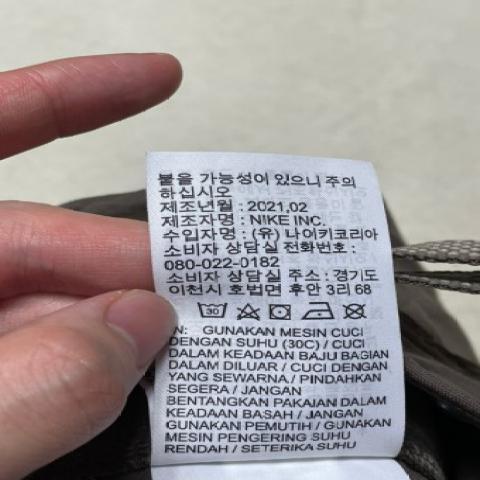 붙을 가능성이 있으니 주의
하십시오
제조년월 : 2021.02
제조자명 : NIKE INC.
수입자명 : (유) 나이키코리아
소비자 상담실 전화번호 :
080-022-0182
소비자 상담실 주소 : 경기도
이천시 호법면 후안 3리 68
30
N: GUNAKAN MESIN CUCI
DENGAN SUHU (30C) / CUCI
DALAM KEADAAN BAJU BAGIAN
DALAM DILUAR / CUCI DENGAN
YANG SEWARNA / PINDAHKAN
SEGERA / JANGAN
BENTANGKAN PAKAJAN DALAM
KEADAAN BASAH / JANGAN
GUNAKAN PEMUTIH / GUNAKAN
MESIN PENGERING SUHU
RENDAH / SETERIKA SUHU